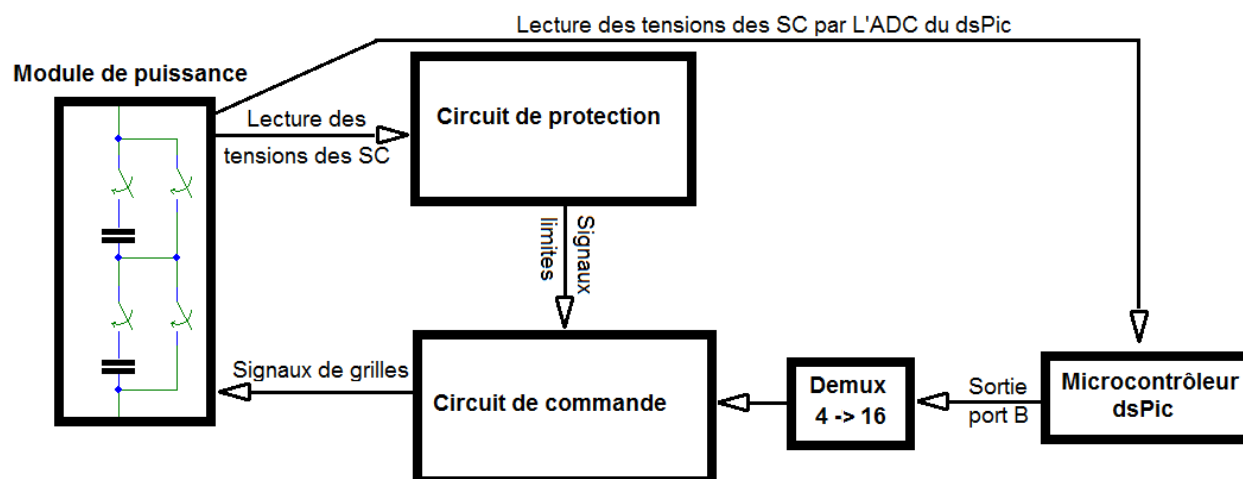 Lecture des tensions des SC par L'ADC du dsPic
Module de puissance
Circuit de protection
Lecture des
tensions des SC
Signaux
limites
Signaux de grilles
Circuit de commande
Demux
4 -> 16
Sortie
port B
Microcontrôleur
dsPic